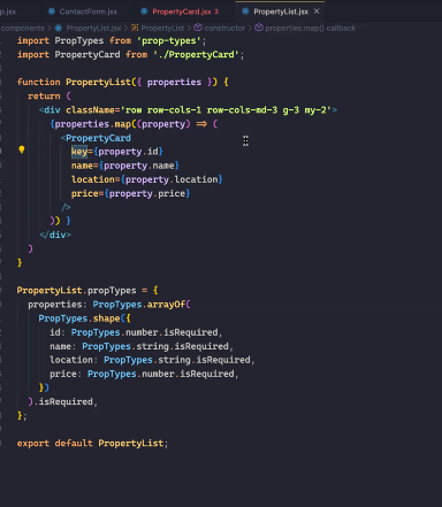 p.jsx ContactForm.jsx PropertyCard.jsx 3 PropertyList.jsx ×
components > PropertyList.jsx > PropertyList > constructor > properties.map() callback
import PropTypes from 'prop-types';
import PropertyCard from './PropertyCard';
function PropertyList({ properties }) {
return (
<div className='row row-cols-1 row-cols-md-3 g-3 my-2'>
{properties.map((property) => (
<PropertyCard
key={property.id}
name={property.name}
location={property.location}
price={property.price}
/>
)) }
</div>
)
}
PropertyList.propTypes = {
properties: PropTypes.arrayOf(
PropTypes.shape({
id: PropTypes.number.isRequired,
name: PropTypes.string.isRequired,
location: PropTypes.string.isRequired,
price: PropTypes.number.isRequired,
})
).isRequired,
};
export default PropertyList;